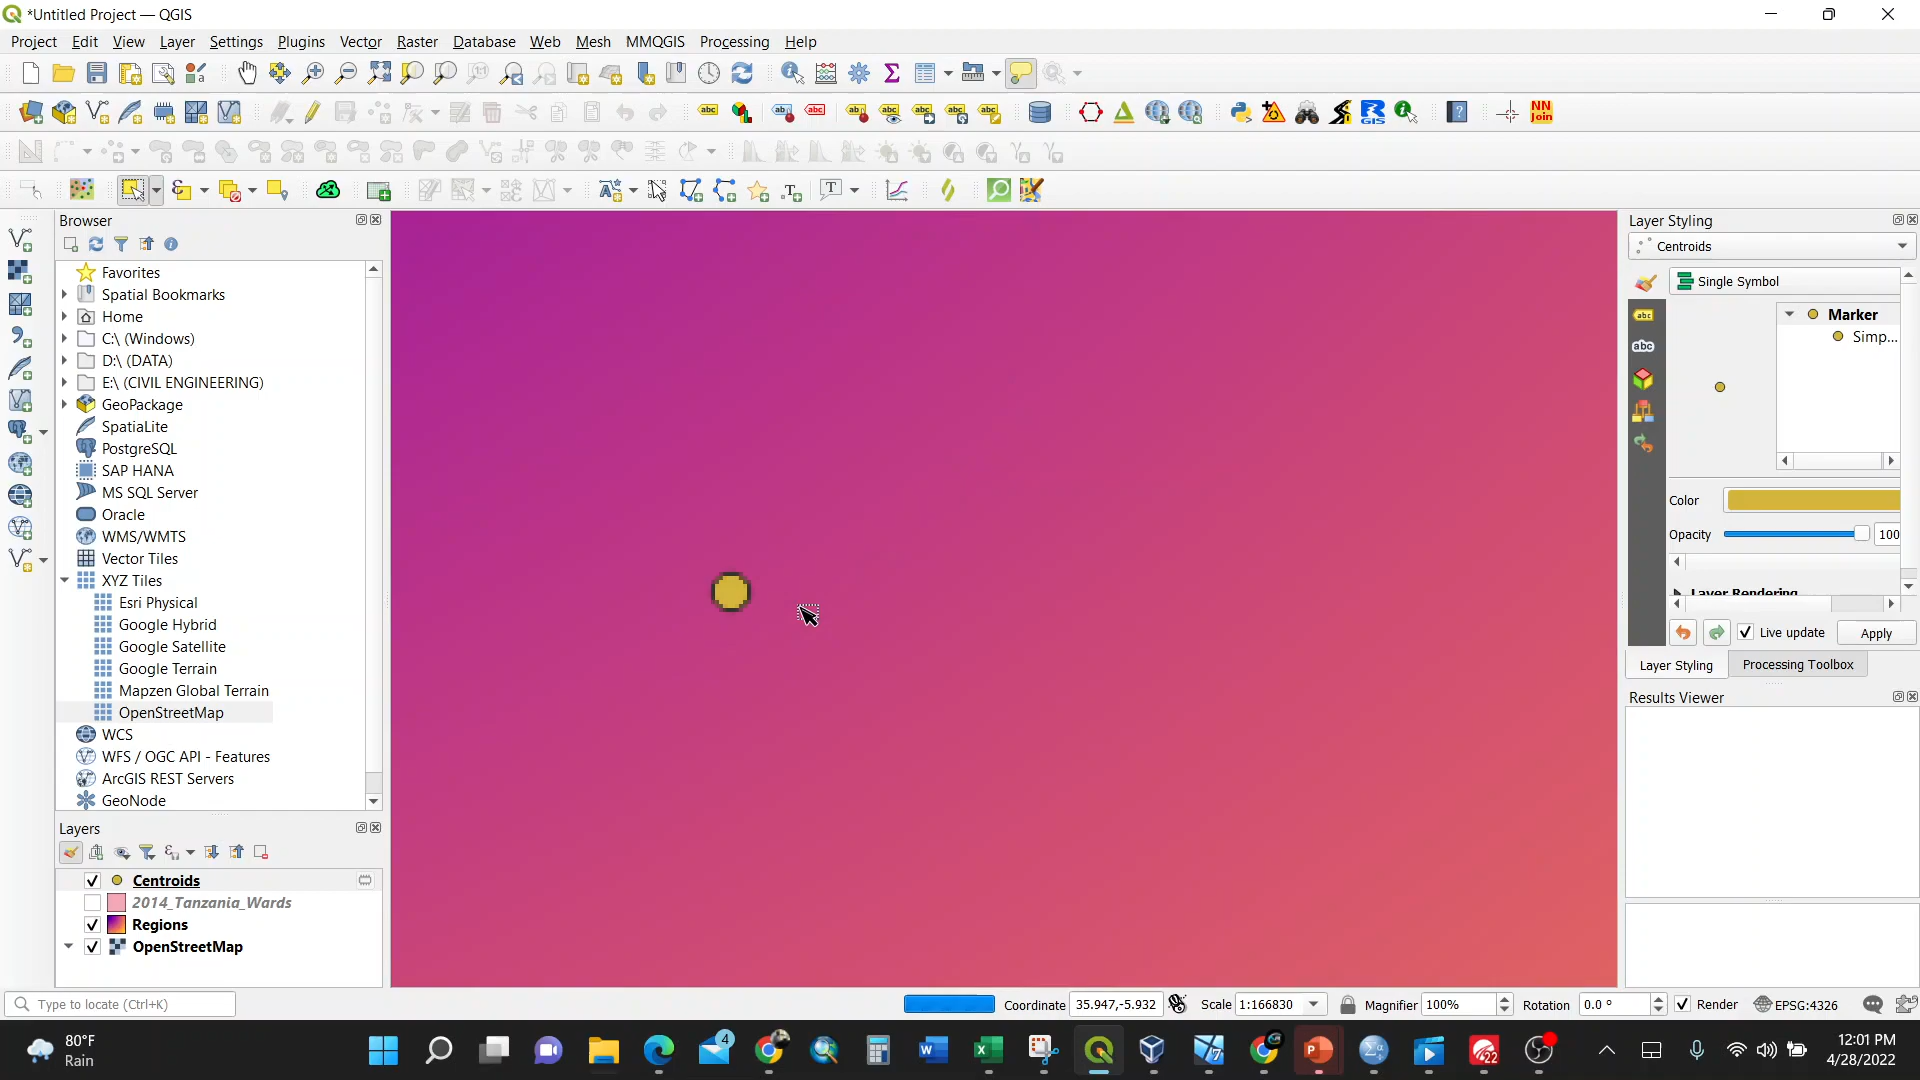 *Untitled Project — QGIS
Project Edit View Layer Settings Plugins Vector Raster Database Web Mesh MMQGIS Processing Help
NN Join
Browser
Favorites
Spatial Bookmarks
Home
C:\ (Windows)
D:\ (DATA)
E:\ (CIVIL ENGINEERING)
GeoPackage
SpatiaLite
PostgreSQL
SAP HANA
MS SQL Server
Oracle
WMS/WMTS
Vector Tiles
XYZ Tiles
Esri Physical
Google Hybrid
Google Satellite
Google Terrain
Mapzen Global Terrain
OpenStreetMap
WCS
WFS / OGC API - Features
ArcGIS REST Servers
GeoNode
Layers
Centroids
2014_Tanzania_Wards
Regions
OpenStreetMap
Layer Styling
Centroids
Single Symbol
Marker
Simp...
Color
Opacity 100
Layer Rendering
Live update Apply
Layer Styling Processing Toolbox
Results Viewer
Type to locate (Ctrl+K) Coordinate 35.947,-5.932 Scale 1:166830 Magnifier 100% Rotation 0.0 ° Render EPSG:4326
80°F
Rain
4
22
12:01 PM
4/28/2022